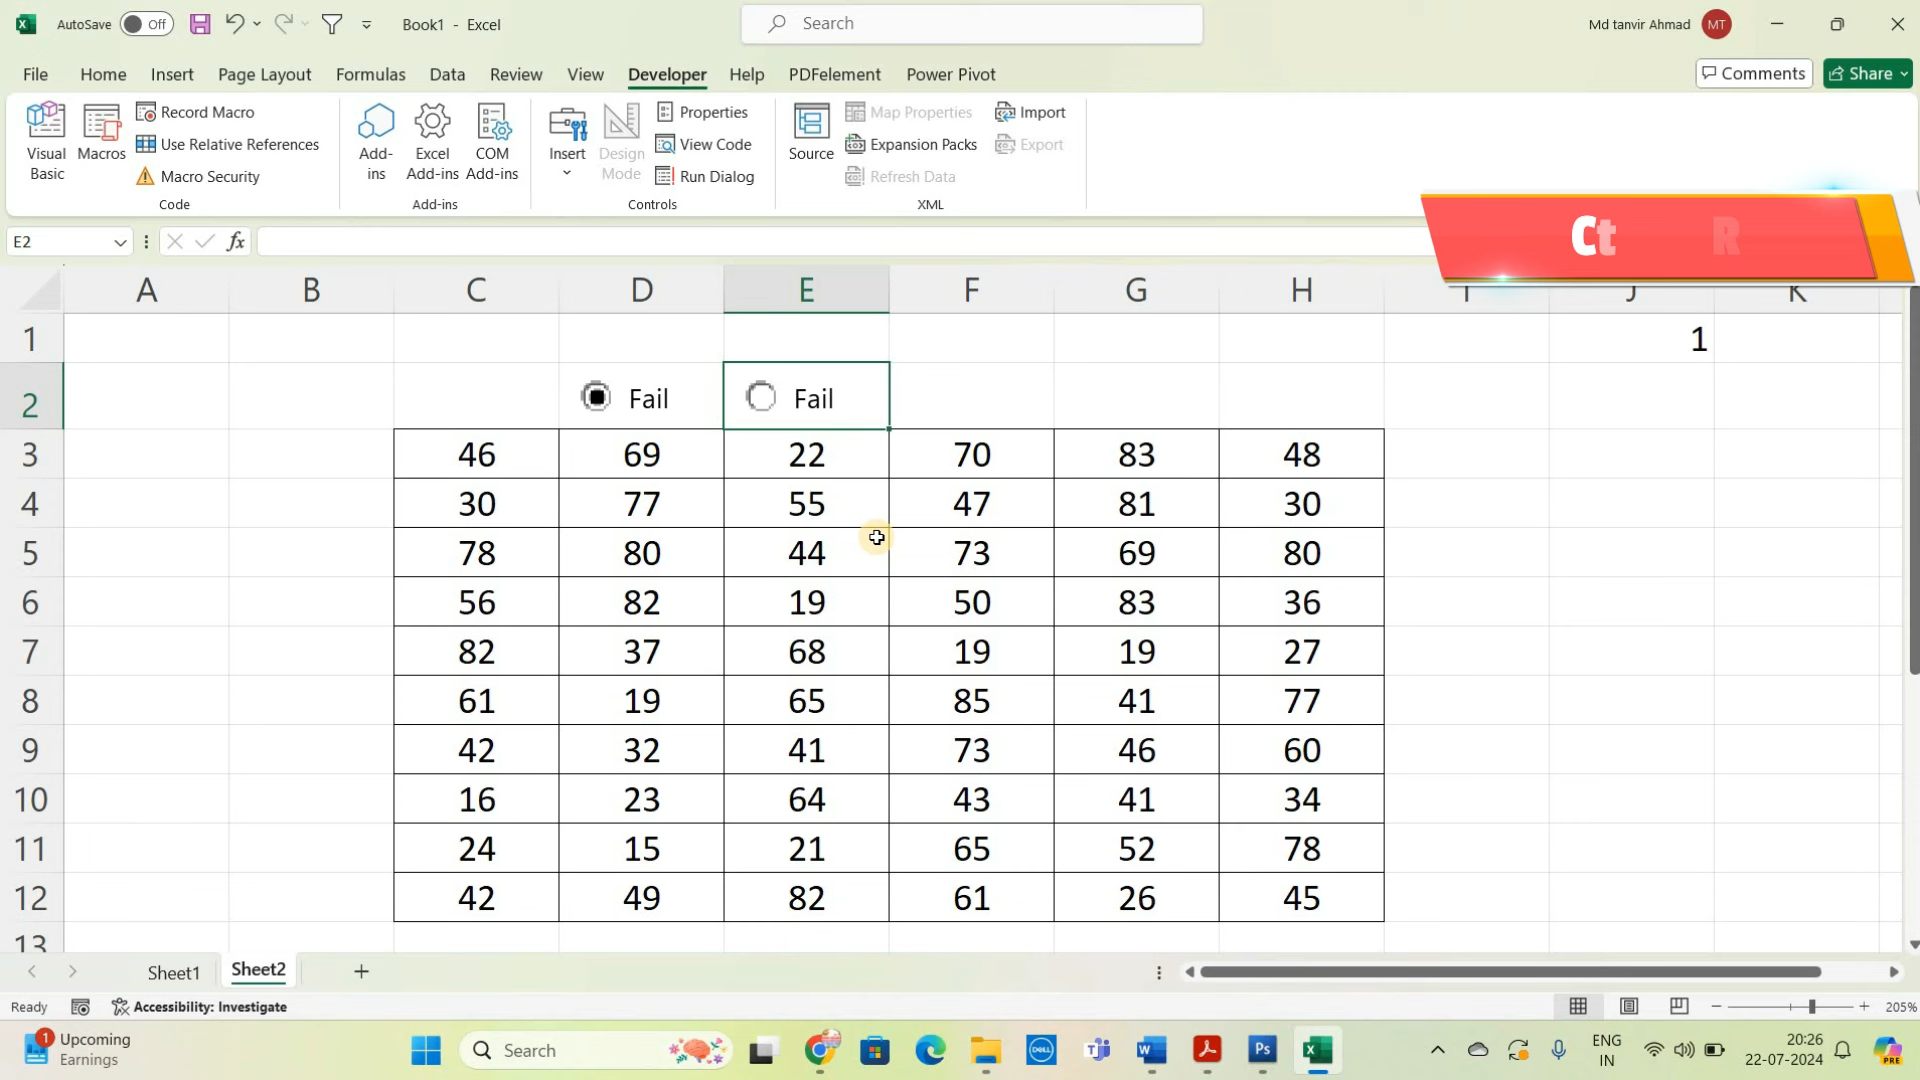 AutoSave Off Book1 - Excel Search Md tanvir Ahmad MT
File Home Insert Page Layout Formulas Data Review View Developer Help PDFelement Power Pivot Comments Share
Visual Basic
Macros
Record Macro
Use Relative References
Macro Security
Code
Add-ins
Excel Add-ins
COM Add-ins
Add-ins
Insert
Design Mode
Properties
View Code
Run Dialog
Controls
Source
Map Properties
Expansion Packs
Refresh Data
Import
Export
XML
Ct R
E2 fx
A B C D E F G H I J K
1 1
2 Fail Fail
3 46 69 22 70 83 48
4 30 77 55 47 81 30
5 78 80 44 73 69 80
6 56 82 19 50 83 36
7 82 37 68 19 19 27
8 61 19 65 85 41 77
9 42 32 41 73 46 60
10 16 23 64 43 41 34
11 24 15 21 65 52 78
12 42 49 82 61 26 45
13
Sheet1 Sheet2
Ready Accessibility: Investigate 205%
1 Upcoming
Earnings
Search
DELL
W
Ps
ENG
IN
20:26
22-07-2024
PRE